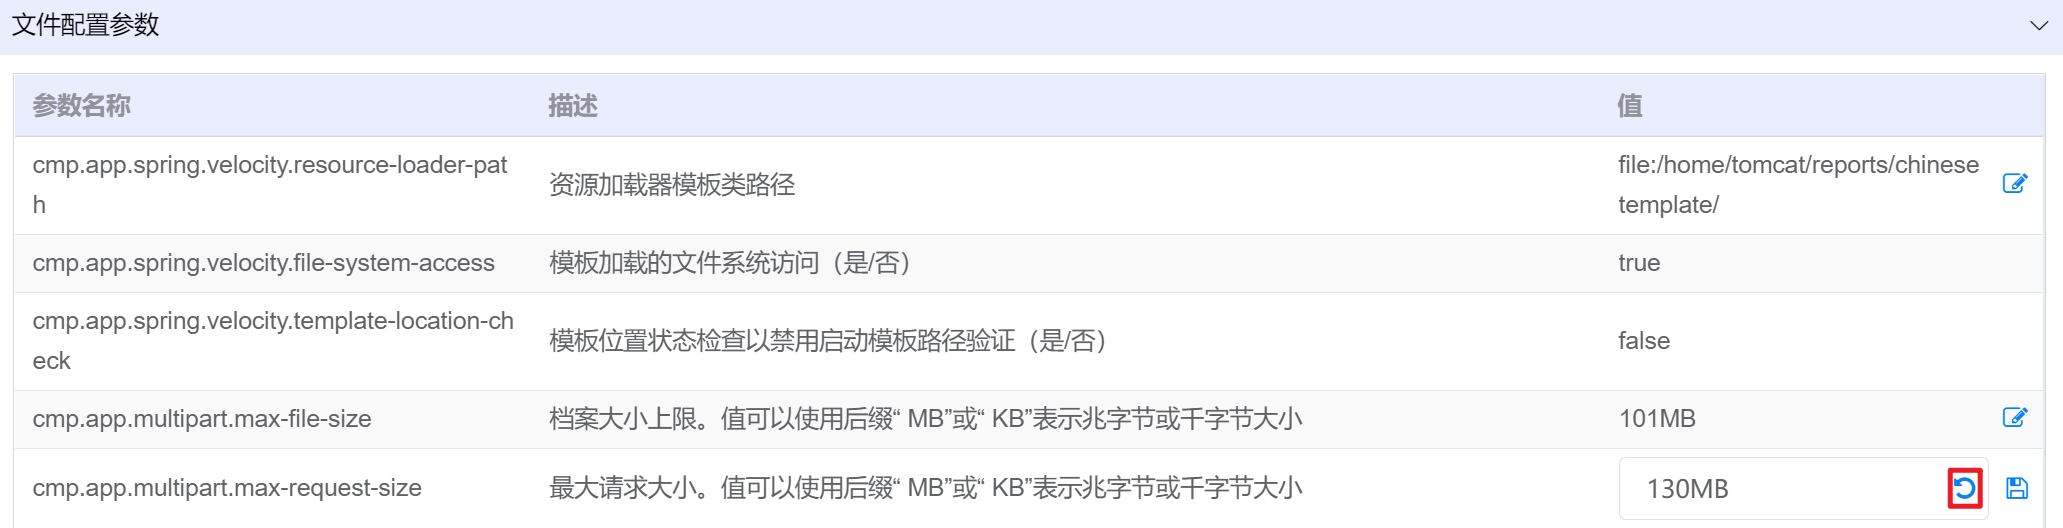 文件配置参数
参数名称 描述 值
cmp.app.spring.velocity.resource-loader-pat
h
资源加载器模板类路径
file:/home/tomcat/reports/chinese
template/
cmp.app.spring.velocity.file-system-access 模板加载的文件系统访问（是/否） true
cmp.app.spring.velocity.template-location-ch
eck
模板位置状态检查以禁用启动模板路径验证（是/否）
false
cmp.app.multipart.max-file-size 档案大小上限。值可以使用后缀“ MB”或“ KB”表示兆字节或千字节大小 101MB
cmp.app.multipart.max-request-size 最大请求大小。值可以使用后缀“ MB”或“ KB”表示兆字节或千字节大小 130MB